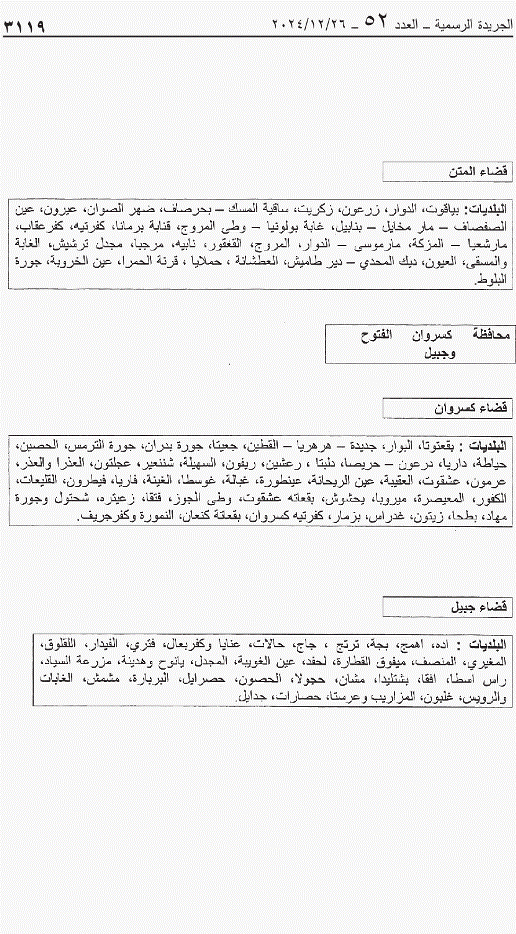 الجريدة الرسمية – العدد ٥٢ – ٢٠٢٤/١٢/٢٦
٣١١٩
قضاء المتن
البلديات: بياقوت، الدوار، زرعون، زكريت، ساقية المسك – بحرصاف، ضهر الصوان، عيرون، عين
الصفصاف – مار مخايل – بنابيل، غابة بولونيا – وطى المروج، قنابة برمانا، كفرتيه، كفرعقاب،
مارشعيا – المزكة، مارموسى – الدوار، المروج، القعقور، نابيه، مرجبا، مجدل ترشيش، الغابة
والمسقى، العيون، ديك المحدي – دير طاميش، العطشانة ، حملايا ، قرنة الحمرا، عين الخروبة، جورة
البلوط.
محافظة كسروان الفتوح
وجبيل
قضاء كسروان
البلديات : بقعتوتا، البوار، جديدة – هرهريا – القطين، جعيتا، جورة بدران، جورة الترمس، الحصين،
حياطة، داريا، درعون – حريصا، دلبتا ، رعشين، ريفون، السهيلة، شننعير، عجلتون، العذرا والعذر،
عرمون، عشقوت، العقيبة، عين الريحانة، عينطورة، غبالة، غوسطا، الغينة، فاريا، فيطرون، القليعات،
الكفور، المعيصرة، ميروبا، بحشوش، بقعاته عشقوت، وطى الجوز، فتقا، زعيتره، شحتول وجورة
مهاد، بطحا، زيتون، غدراس، بزمار، كفرتيه كسروان، بقعاتة كنعان، النمورة وكفرجريف.
قضاء جبيل
البلديات : اده، اهمج، بجة، ترتج ، جاج، حالات، عنايا وكفربعال، فتري، الفيدار، اللقلوق،
المغيري، المنصف، ميفوق القطارة، لحفد، عين الغويبة، المجدل، يانوح وهدينة، مزرعة السياد،
راس اسطا، افقا، بشتليدا، مشان، حجولا، الحصون، حصرايل، البربارة، مشمش، الغابات
والرويس، غلبون، المزاريب وعرستا، حصارات، جدايل.